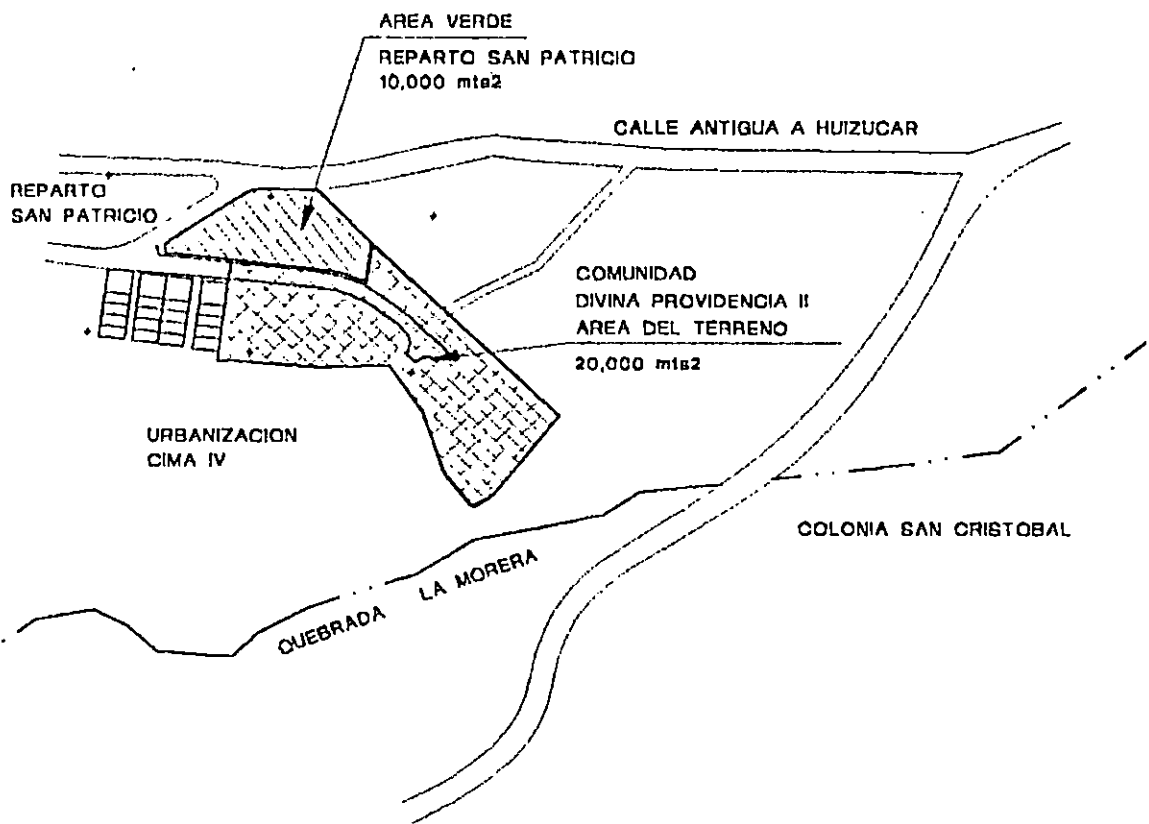 AREA VERDE
REPARTO SAN PATRICIO
10,000 mts2
CALLE ANTIGUA A HUIZUCAR
REPARTO
SAN PATRICIO
COMUNIDAD
DIVINA PROVIDENCIA II
AREA DEL TERRENO
20,000 mts2
URBANIZACION
CIMA IV
COLONIA SAN CRISTOBAL
QUEBRADA LA MORERA